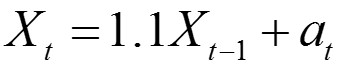 X_t = 1.1X_{t-1} + a_t